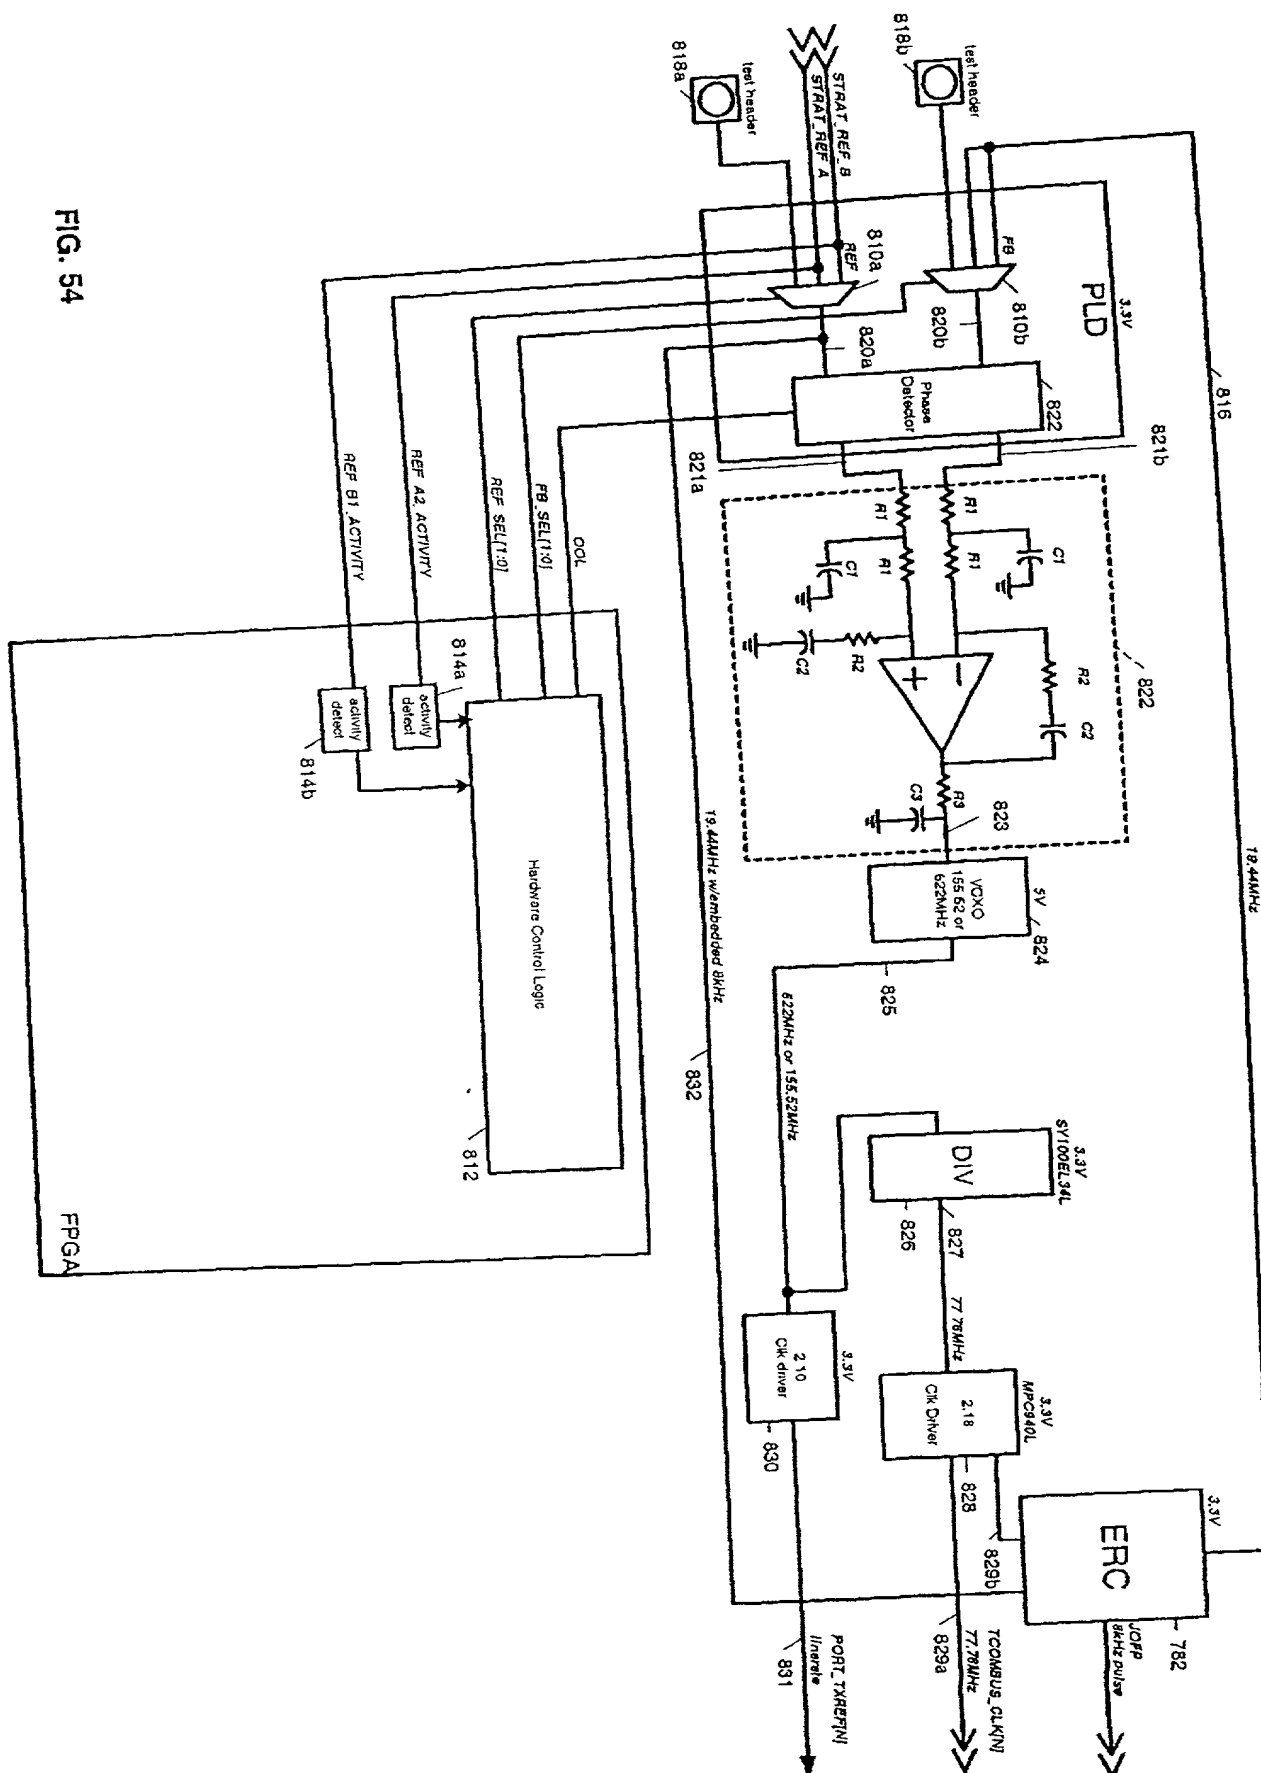 818a
test header
STRAT_REF_B
STRAT_REF A
818b
test header
FB
REF
810a
810b
PLD
3.3V
820b
820a
816
Phase
Detector
822
821a
821b
R1
R1
R1
R1
C1
C1
C2
R2
+
−
R2
C2
822
R3
C3
823
VCXO
155 52 or
622MHz
5V
824
825
622MHz or 155.52MHz
19.44MHz w/embedded 8kHz
832
19.44MHz
REF B1_ACTIVITY
REF A2_ACTIVITY
REF SEL[1:0]
FB_SEL[1:0]
OOL
814a
activity
detect
activity
detect
814b
Hardware Control Logic
812
FPGA
DIV
3.3V
SY100EL34L
826
827
77 76MHz
2 10
Clk driver
3.3V
830
2.18
Clk Driver
3.3V
MPC940L
828
829b
ERC
3.3V
782
JOFP
8kHz pulse
TCOMBUS_CLK[N]
77.76MHz
829a
PORT_TXREF[N]
linerate
831
FIG. 54